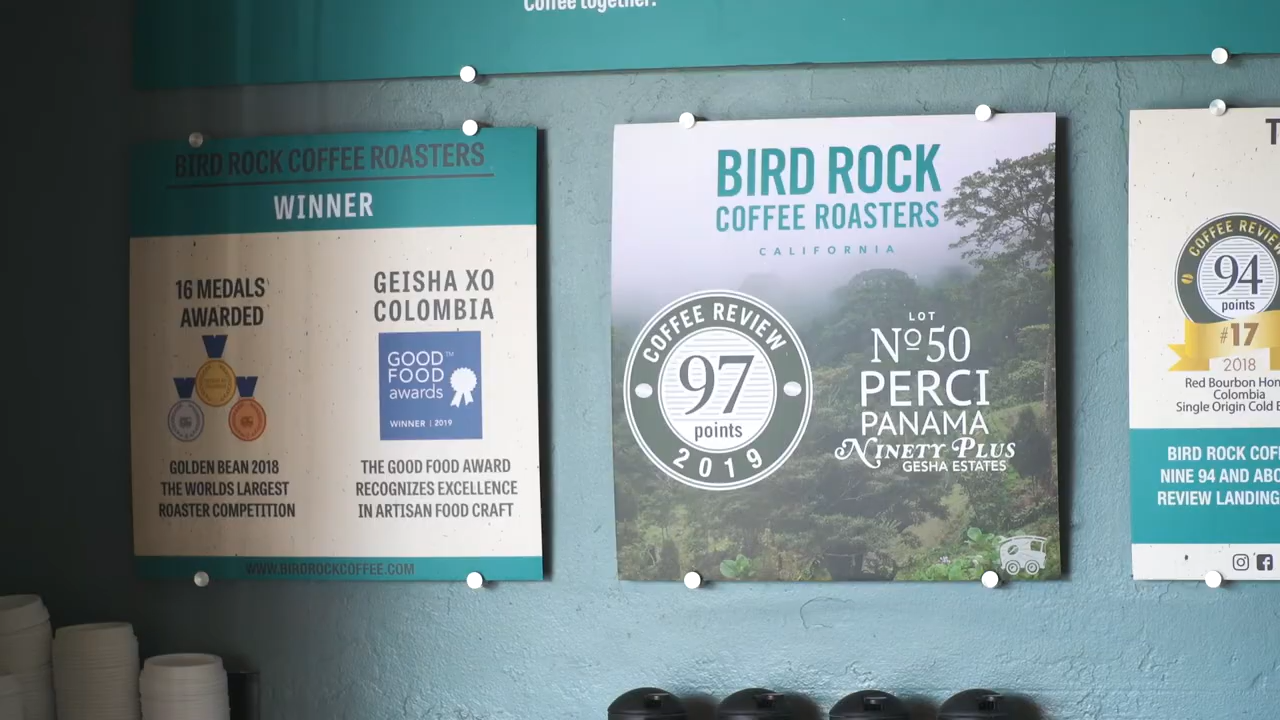 Coffee together.
BIRD ROCK COFFEE ROASTERS
WINNER
16 MEDALS
AWARDED
GOLDEN BEAN 2018
THE WORLDS LARGEST
ROASTER COMPETITION
GEISHA XO
COLOMBIA
GOOD
FOOD™
awards
WINNER | 2019
THE GOOD FOOD AWARD
RECOGNIZES EXCELLENCE
IN ARTISAN FOOD CRAFT
WWW.BIRDROCKCOFFEE.COM
BIRD ROCK
COFFEE ROASTERS
CALIFORNIA
COFFEE REVIEW
97
points
2019
LOT
Nº50
PERCI
PANAMA
NINETY PLUS
GESHA ESTATES
T
COFFEE REVIEW
94
points
#17
2018
Red Bourbon Hon
Colombia
Single Origin Cold B
BIRD ROCK COFF
NINE 94 AND ABO
REVIEW LANDING